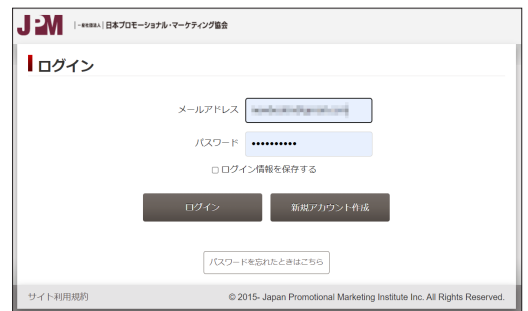 JPM 一般社団法人 日本プロモーショナル・マーケティング協会
ログイン
メールアドレス
パスワード ••••••••••
ログイン情報を保存する
ログイン 新規アカウント作成
パスワードを忘れたときはこちら
サイト利用規約 © 2015- Japan Promotional Marketing Institute Inc. All Rights Reserved.